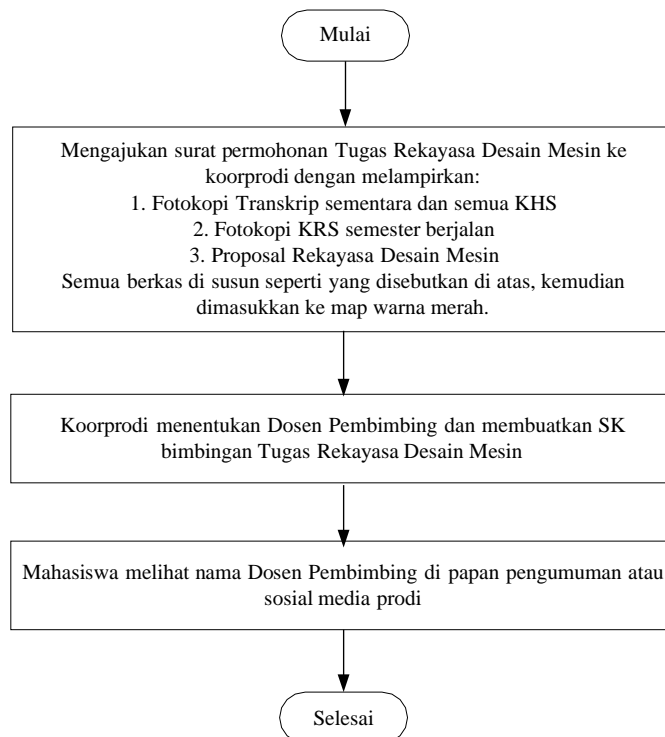 Mulai
Mengajukan surat permohonan Tugas Rekayasa Desain Mesin ke
koorprodi dengan melampirkan:
1. Fotokopi Transkrip sementara dan semua KHS
2. Fotokopi KRS semester berjalan
3. Proposal Rekayasa Desain Mesin
Semua berkas di susun seperti yang disebutkan di atas, kemudian
dimasukkan ke map warna merah.
Koorprodi menentukan Dosen Pembimbing dan membuatkan SK
bimbingan Tugas Rekayasa Desain Mesin
Mahasiswa melihat nama Dosen Pembimbing di papan pengumuman atau
sosial media prodi
Selesai